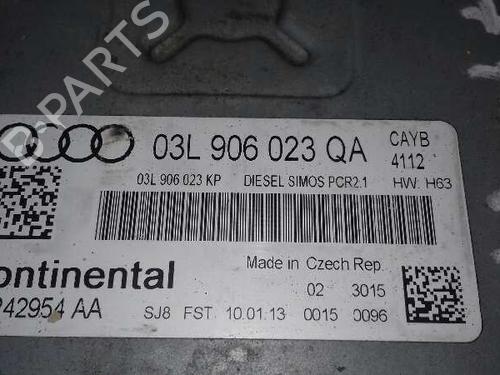 03L 906 023 QA
CAYB
4112
03L 906 023 KP DIESEL SIMOS PCR2.1 HW: H63
ontinental
Made in Czech Rep.
02 3015
242954 AA SJ8 FST 10.01.13 0015 0096
B-PARTS